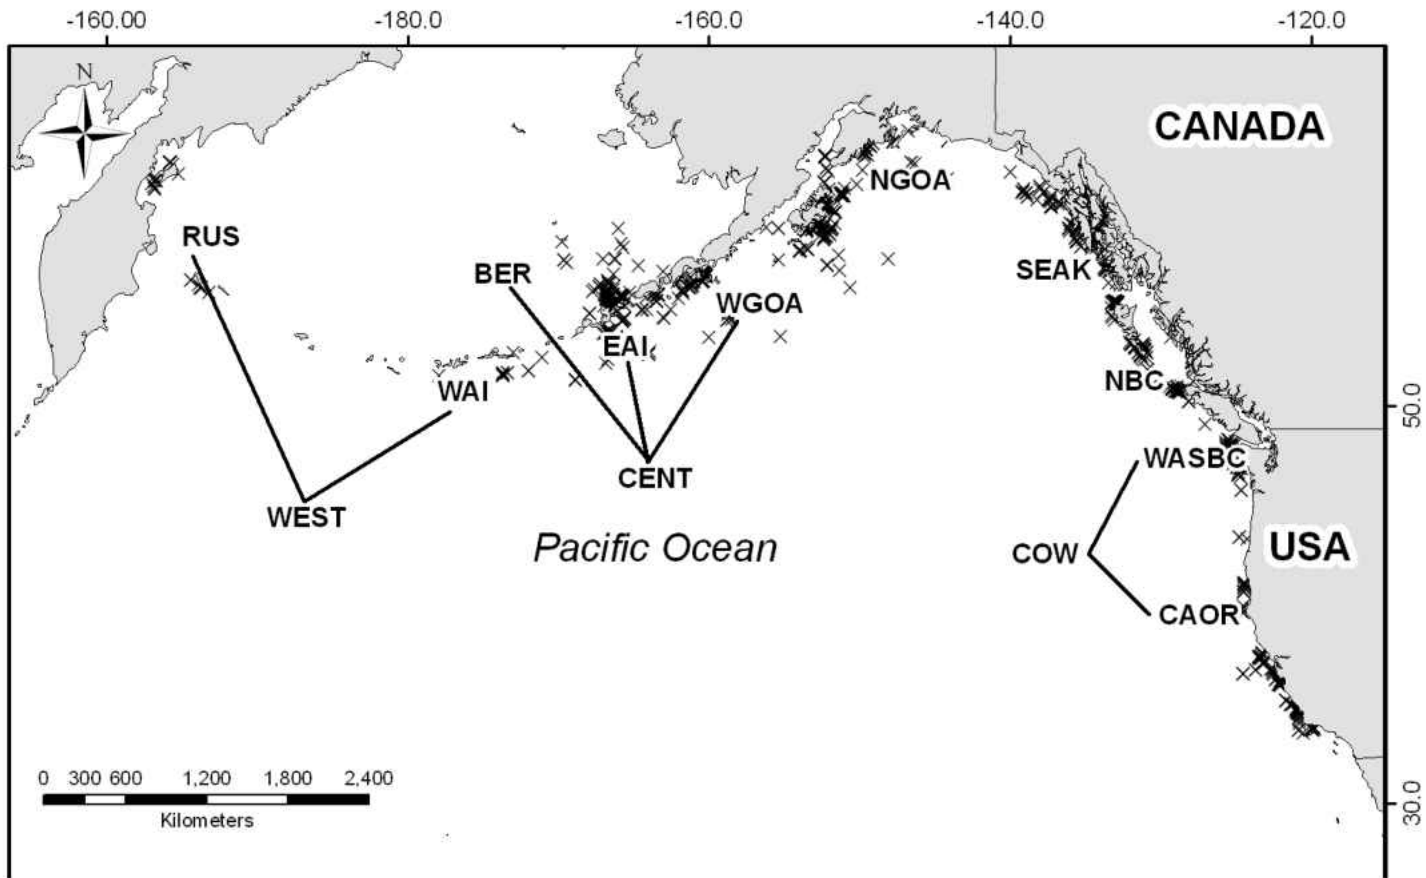 -160.00 -180.0 -160.0 -140.0 -120.0
N
CANADA
NGOA
RUS
SEAK
BER
WGOA
EAI
NBC
WAI
50.0
WASBC
CENT
WEST
Pacific Ocean
COW
USA
CAOR
0 300 600 1,200 1,800 2,400
Kilometers
30.0